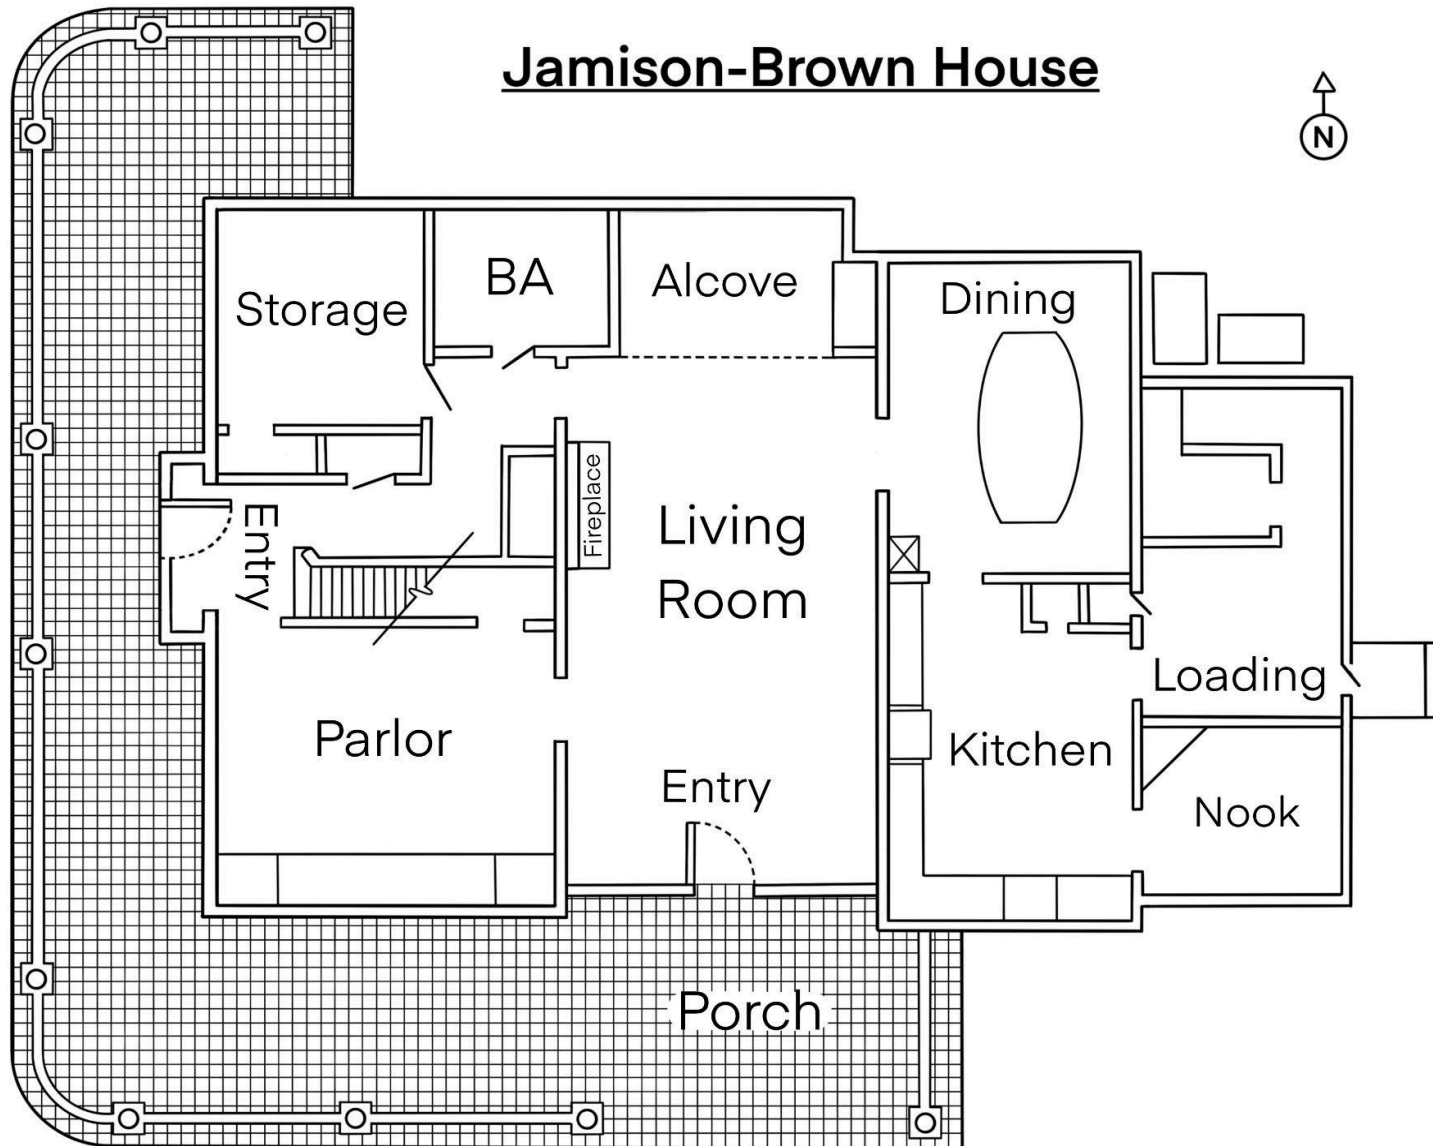 Jamison-Brown House
N
BA
Alcove
Dining
Storage
Fireplace
Entry
Living
Room
Loading
Parlor
Kitchen
Entry
Nook
Porch